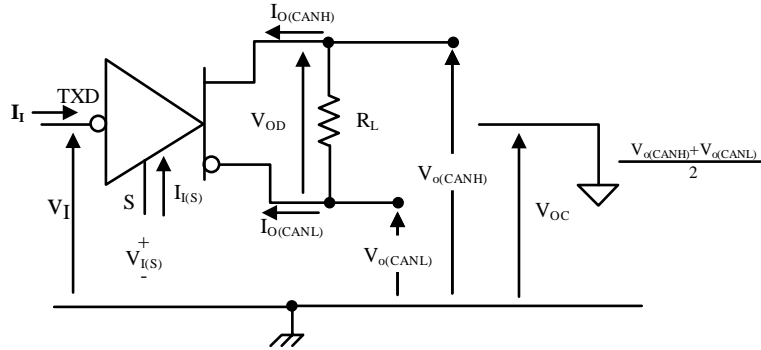 I_O(CANH)
TXD
I_I
V_OD
R_L
V_o(CANH)+V_o(CANL)
2
V_o(CANH)
V_I
S
I_I(S)
V_OC
I_O(CANL)
+
V_I(S)
-
V_o(CANL)